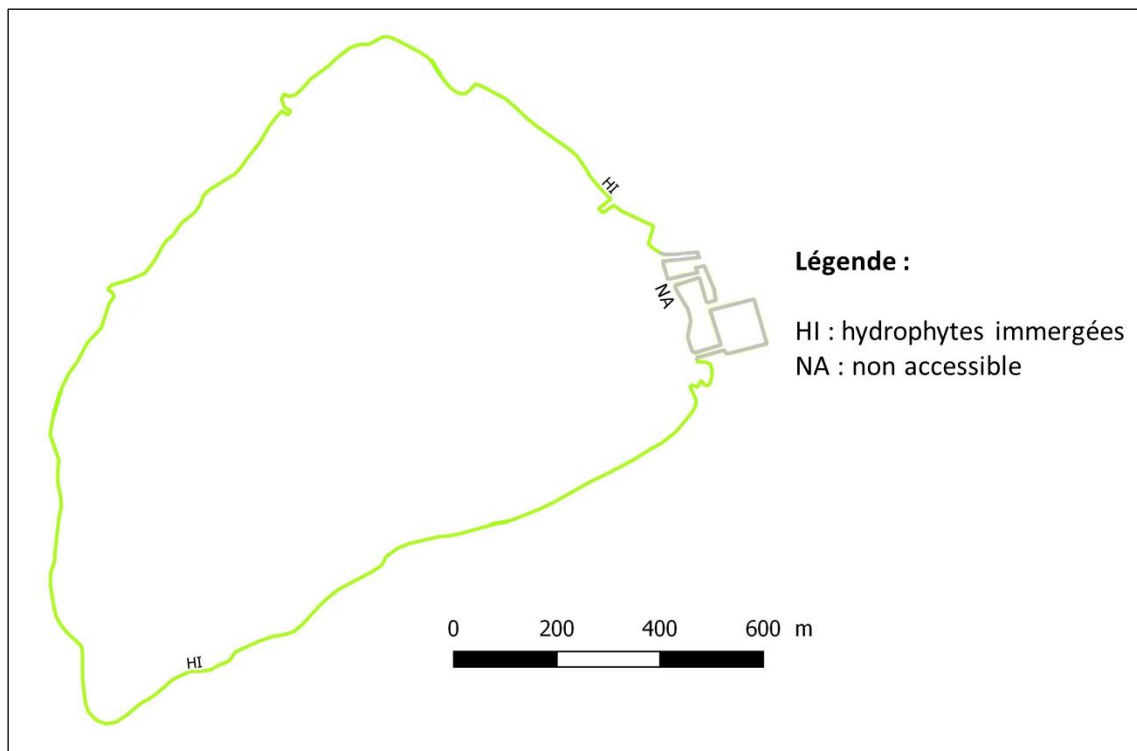 HI
NA
Légende :
HI : hydrophytes immergées
NA : non accessible
0 200 400 600 m
HI